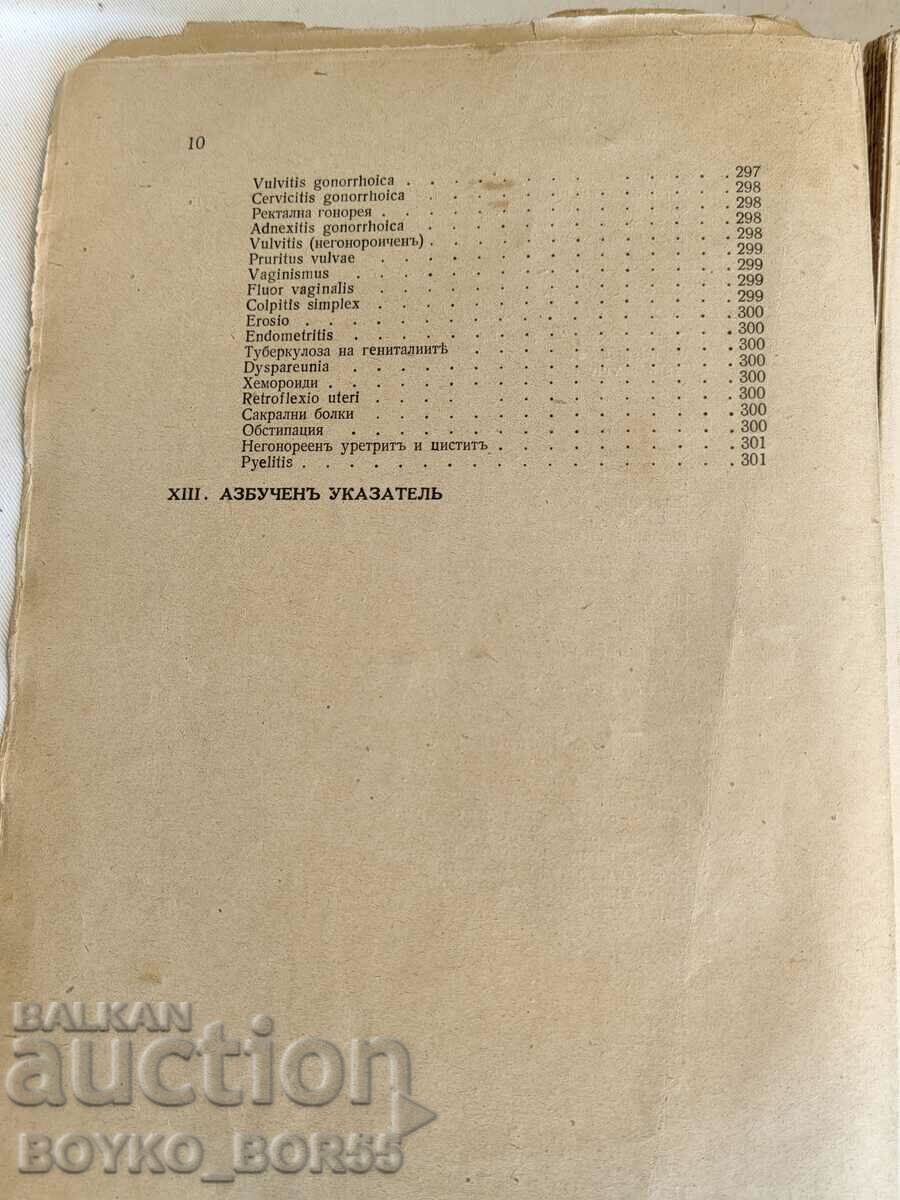 10
Vulvitis gonorrhoica . . . . . . . . . . . . . 297
Cervicitis gonorrhoica . . . . . . . . . . . . 298
Ректална гонорея . . . . . . . . . . . . . 298
Adnexitis gonorrhoica . . . . . . . . . . . . 298
Vulvitis (негонороиченъ) . . . . . . . . . . . 298
Pruritus vulvae . . . . . . . . . . . . . . 299
Vaginismus . . . . . . . . . . . . . . . 299
Fluor vaginalis . . . . . . . . . . . . . . 299
Colpitis simplex . . . . . . . . . . . . . . 299
Erosio . . . . . . . . . . . . . . . . . 300
Endometritis . . . . . . . . . . . . . . . 300
Туберкулоза на гениталиитѣ . . . . . . . . . . 300
Dyspareunia . . . . . . . . . . . . . . . 300
Хемороиди . . . . . . . . . . . . . . . . 300
Retroflexio uteri . . . . . . . . . . . . . . 300
Сакрални болки . . . . . . . . . . . . . 300
Обстипация . . . . . . . . . . . . . . . 300
Негонореенъ уретритъ и циститъ . . . . . . . . . 301
Pyelitis . . . . . . . . . . . . . . . . . 301
XIII. АЗБУЧЕНЪ УКАЗАТЕЛЬ
BALKAN
auction
BOYKO_BOR55